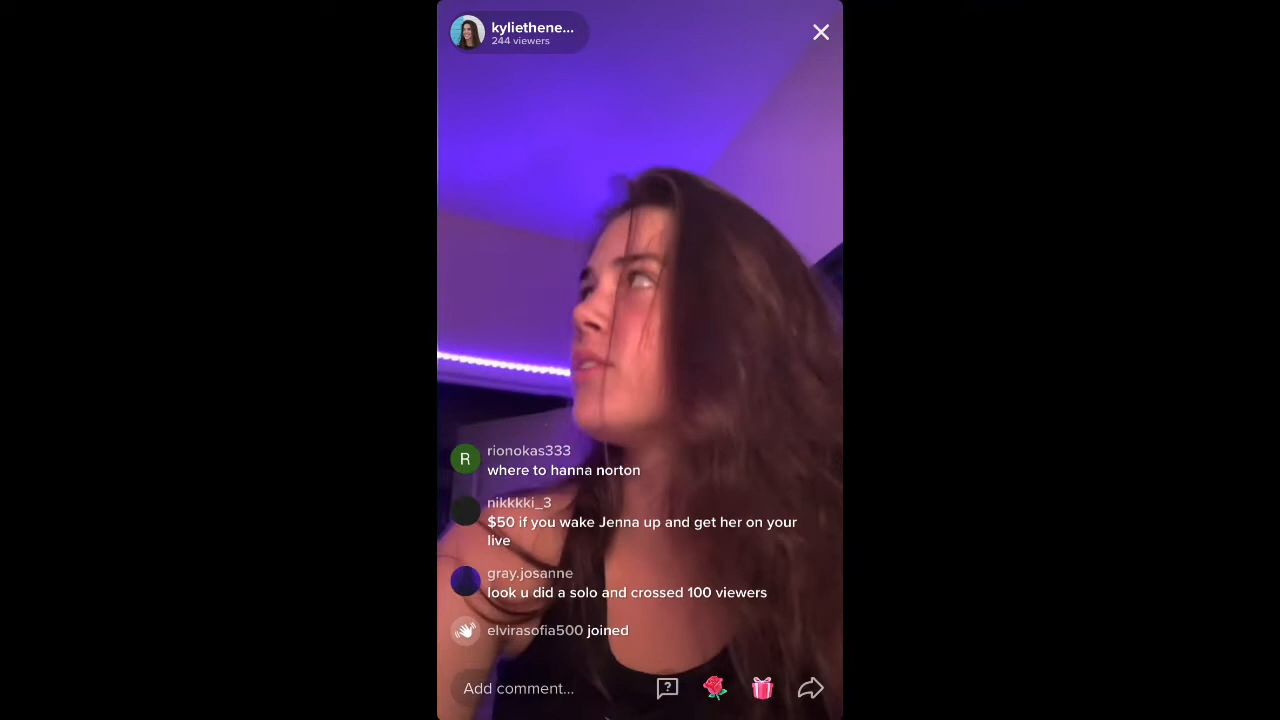 kyliethene...
244 viewers
rionokas333
R
where to hanna norton
nikkkki_3
$50 if you wake Jenna up and get her on your
live
gray.josanne
look u did a solo and crossed 100 viewers
elvirasofia500 joined
Add comment...
?